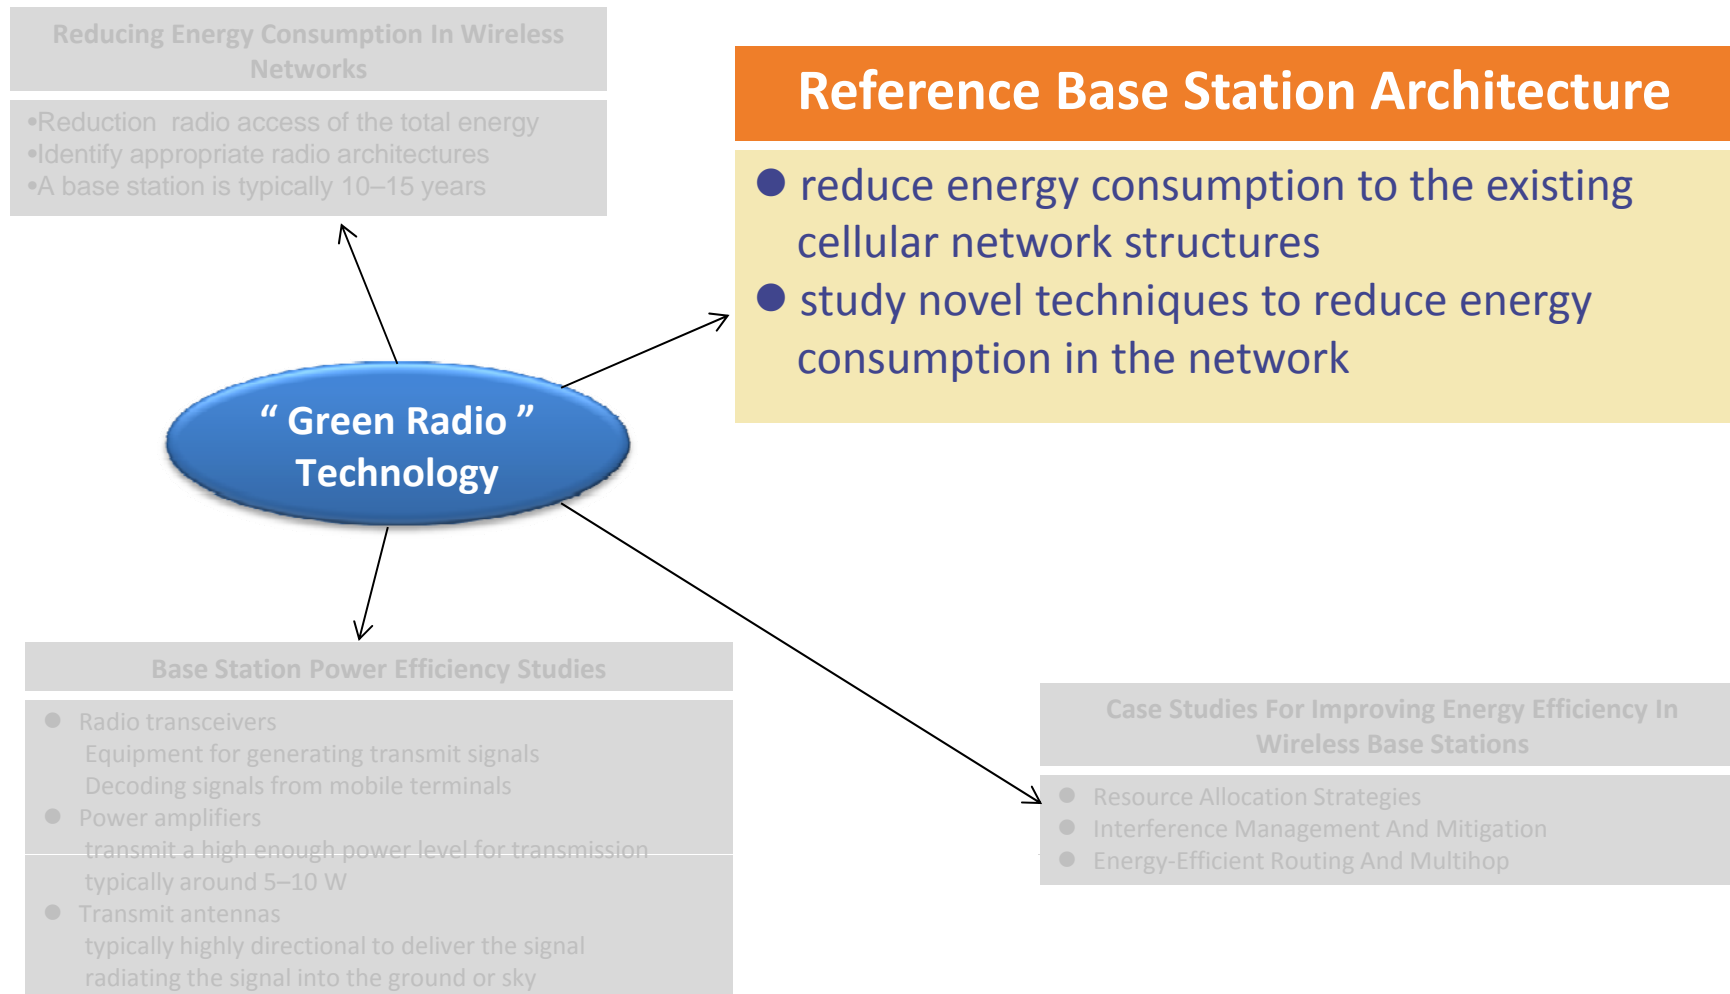 Reducing Energy Consumption In Wireless
Networks
•Reduction radio access of the total energy
•Identify appropriate radio architectures
•A base station is typically 10–15 years
Reference Base Station Architecture
● reduce energy consumption to the existing
cellular network structures
● study novel techniques to reduce energy
consumption in the network
“ Green Radio ”
Technology
Base Station Power Efficiency Studies
● Radio transceivers
Equipment for generating transmit signals
Decoding signals from mobile terminals
● Power amplifiers
transmit a high enough power level for transmission
typically around 5–10 W
● Transmit antennas
typically highly directional to deliver the signal
radiating the signal into the ground or sky
Case Studies For Improving Energy Efficiency In
Wireless Base Stations
● Resource Allocation Strategies
● Interference Management And Mitigation
● Energy-Efficient Routing And Multihop